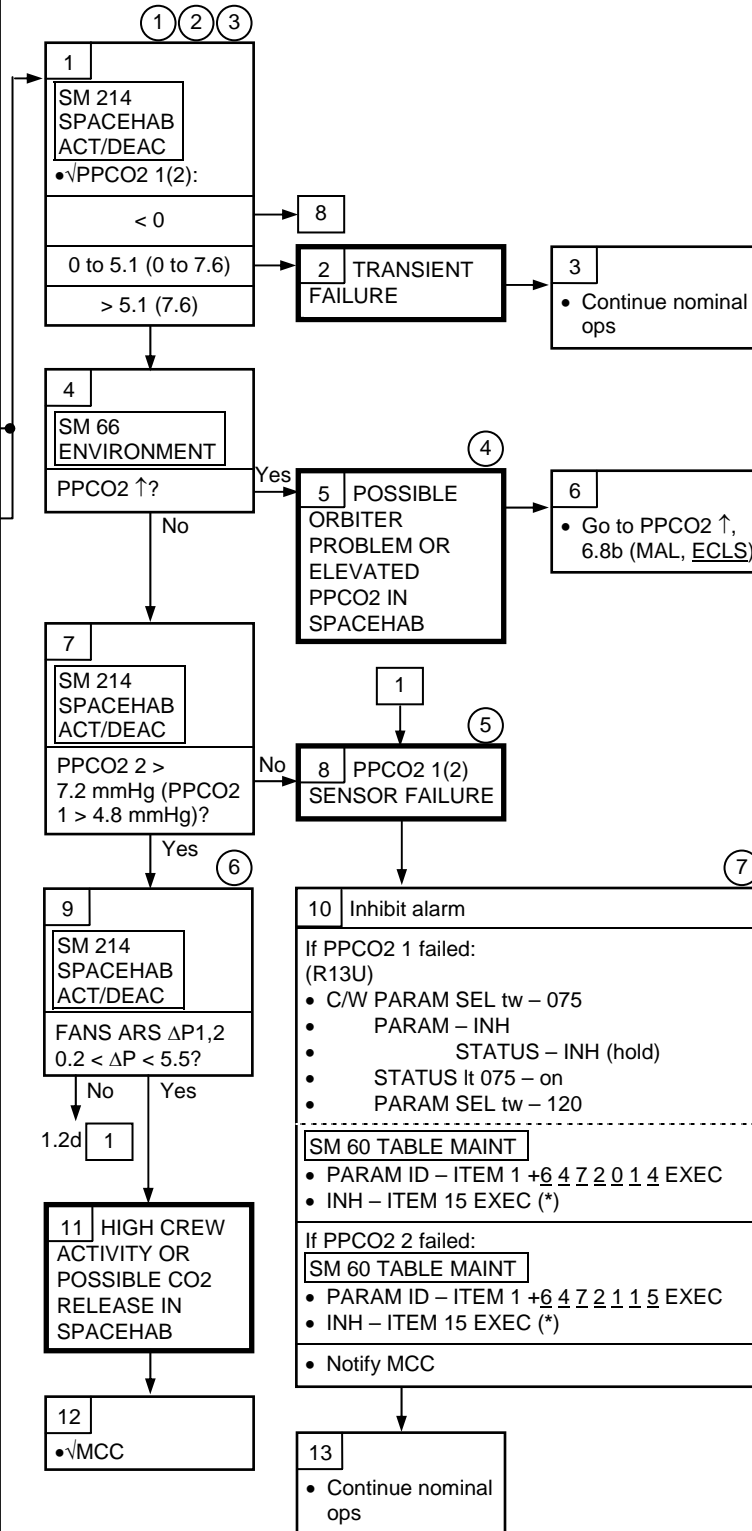 1 2 3
1
SM 214
SPACEHAB
ACT/DEAC
•√PPCO2 1(2):
< 0
8
0 to 5.1 (0 to 7.6)
> 5.1 (7.6)
2 TRANSIENT
FAILURE
3
• Continue nominal
ops
4
SM 66
ENVIRONMENT
PPCO2 ↑?
Yes
No
4
5 POSSIBLE
ORBITER
PROBLEM OR
ELEVATED
PPCO2 IN
SPACEHAB
6
• Go to PPCO2 ↑,
6.8b (MAL, ECLS)
7
SM 214
SPACEHAB
ACT/DEAC
PPCO2 2 >
7.2 mmHg (PPCO2
1 > 4.8 mmHg)?
No
Yes
1
5
8 PPCO2 1(2)
SENSOR FAILURE
6
9
SM 214
SPACEHAB
ACT/DEAC
FANS ARS ΔP1,2
0.2 < ΔP < 5.5?
No Yes
1.2d 1
7
10 Inhibit alarm
If PPCO2 1 failed:
(R13U)
• C/W PARAM SEL tw – 075
• PARAM – INH
• STATUS – INH (hold)
• STATUS lt 075 – on
• PARAM SEL tw – 120
SM 60 TABLE MAINT
• PARAM ID – ITEM 1 +6 4 7 2 0 1 4 EXEC
• INH – ITEM 15 EXEC (*)
If PPCO2 2 failed:
SM 60 TABLE MAINT
• PARAM ID – ITEM 1 +6 4 7 2 1 1 5 EXEC
• INH – ITEM 15 EXEC (*)
• Notify MCC
11 HIGH CREW
ACTIVITY OR
POSSIBLE CO2
RELEASE IN
SPACEHAB
12
•√MCC
13
• Continue nominal
ops